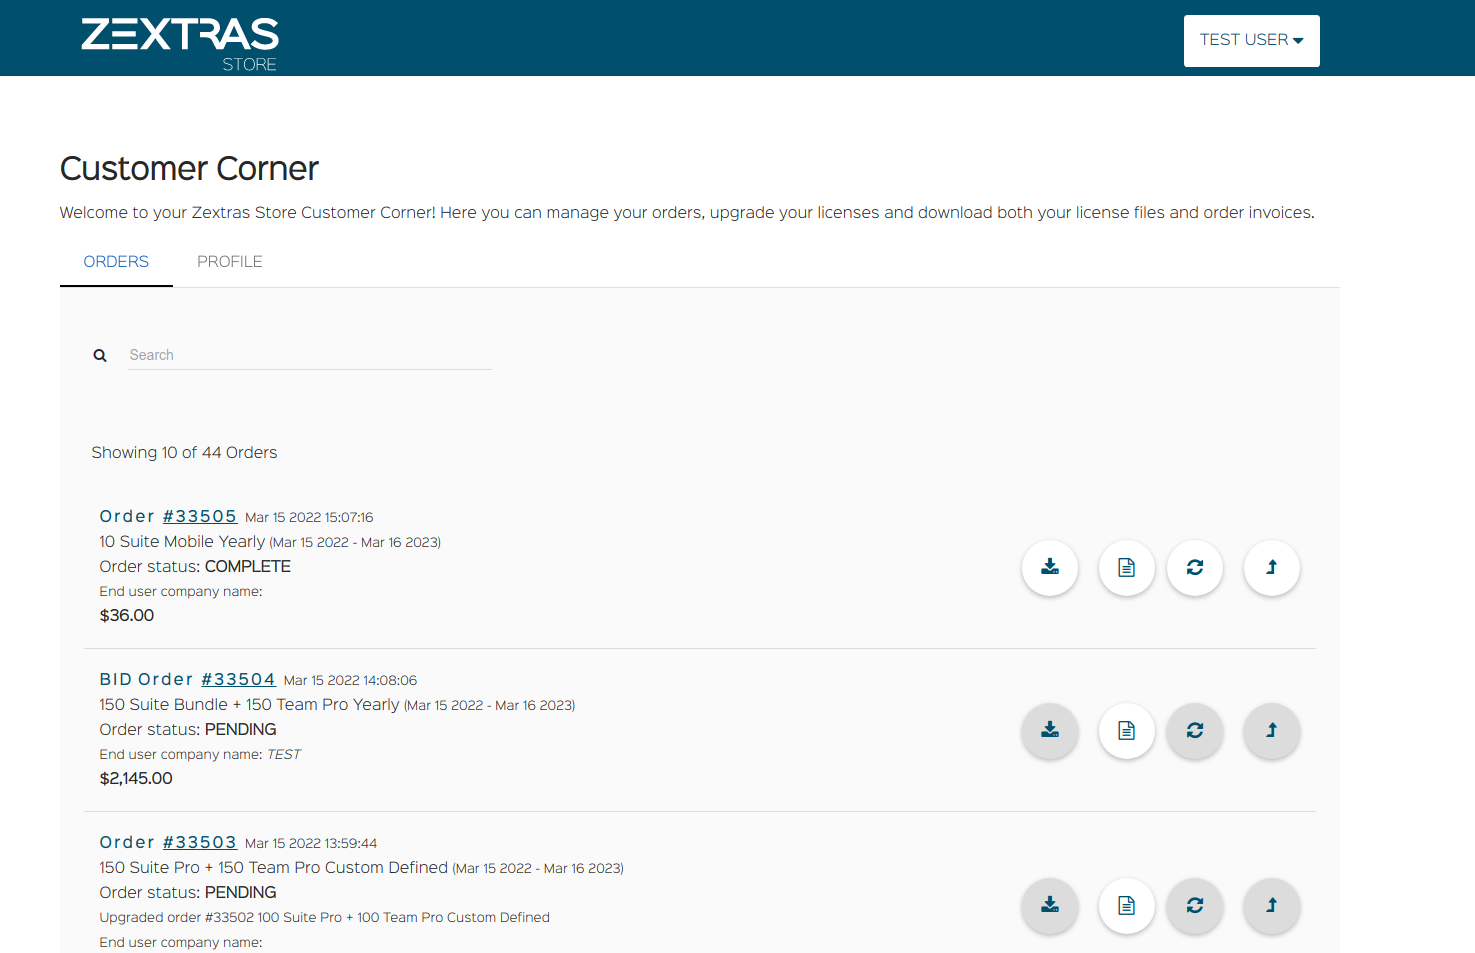 ZEXTRAS
STORE
TEST USER
Customer Corner
Welcome to your Zextras Store Customer Corner! Here you can manage your orders, upgrade your licenses and download both your license files and order invoices.
ORDERS PROFILE
Search
Showing 10 of 44 Orders
Order #33505 Mar 15 2022 15:07:16
10 Suite Mobile Yearly (Mar 15 2022 - Mar 16 2023)
Order status: COMPLETE
End user company name:
$36.00
BID Order #33504 Mar 15 2022 14:08:06
150 Suite Bundle + 150 Team Pro Yearly (Mar 15 2022 - Mar 16 2023)
Order status: PENDING
End user company name: TEST
$2,145.00
Order #33503 Mar 15 2022 13:59:44
150 Suite Pro + 150 Team Pro Custom Defined (Mar 15 2022 - Mar 16 2023)
Order status: PENDING
Upgraded order #33502 100 Suite Pro + 100 Team Pro Custom Defined
End user company name: